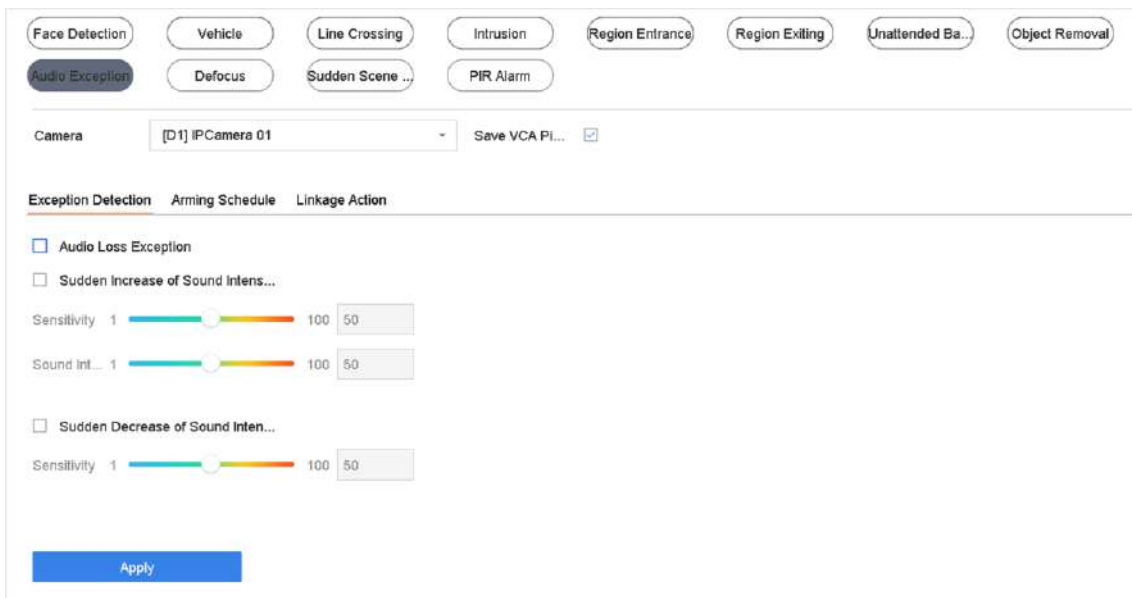 Face Detection Vehicle Line Crossing Intrusion Region Entrance Region Exiting Unattended Ba... Object Removal
Audio Exception Defocus Sudden Scene ... PIR Alarm
Camera [D1] IPCamera 01 Save VCA Pi...
Exception Detection Arming Schedule Linkage Action
Audio Loss Exception
Sudden Increase of Sound Intens...
Sensitivity 1 100 50
Sound Int... 1 100 50
Sudden Decrease of Sound Inten...
Sensitivity 1 100 50
Apply